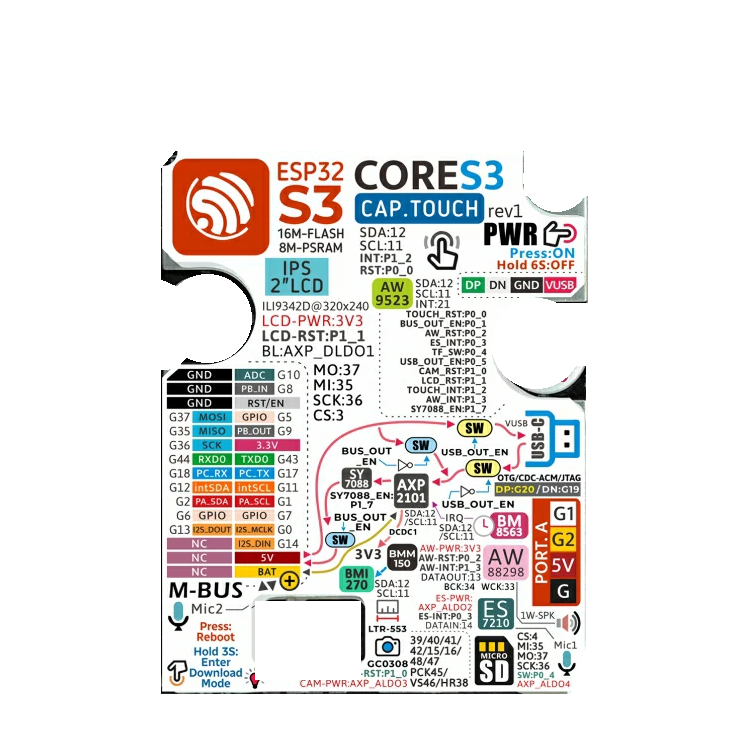 ESP32
S3
16M-FLASH
8M-PSRAM
CORES3
CAP.TOUCH rev1
SDA:12
SCL:11
INT:P1_2
RST:P0_0
PWR
Press:ON
Hold 6S:OFF
IPS
2"LCD
ILI9342D@320x240
LCD-PWR:3V3
LCD-RST:P1_1
BL:AXP_DLDO1
AW
9523
SDA:12
SCL:11
INT:21
DP DN GND VUSB
TOUCH_RST:P0_0
BUS_OUT_EN:P0_1
AW_RST:P0_2
ES_INT:P0_3
TF_SW:P0_4
USB_OUT_EN:P0_5
CAM_RST:P1_0
LCD_RST:P1_1
TOUCH_INT:P1_2
AW_INT:P1_3
SY7088_EN:P1_7
MO:37
MI:35
SCK:36
CS:3
GND ADC G10
GND PB_IN G8
GND RST/EN
G37 MOSI GPIO G5
G35 MISO PB_OUT G9
G36 SCK 3.3V
G44 RXD0 TXD0 G43
G18 PC_RX PC_TX G17
G12 intSDA intSCL G11
G2 PA_SDA PA_SCL G1
G6 GPIO GPIO G7
G13 I2S_DOUT I2S_MCLK G0
NC I2S_DIN G14
NC 5V
NC BAT
M-BUS
SW
VUSB
USB-C
SW
BUS_OUT
_EN
USB_OUT_EN
SW
SY
7088
AXP
2101
SY7088_EN:
P1_7
USB_OUT_EN
OTG/CDC-ACM/JTAG
DP:G20 / DN:G19
BUS_OUT
_EN
SW
SDA:12
/SCL:11
DCDC1
3V3
IRQ
SDA:12
/SCL:11
BM
8563
BMM
150
BMI
270
SDA:12
SCL:11
AW-PWR:3V3
AW-RST:P0_2
AW-INT:P1_3
DATAOUT:13
BCK:34 WCK:33
AW
88298
PORT. A
G1
G2
5V
G
ES-PWR:
AXP_ALDO2
ES-INT:P0_3
DATAIN:14
ES
7210
1W-SPK
Mic1
Mic2
Press:
Reboot
Hold 3S:
Enter
Download
Mode
LTR-553
GC0308
RST:P1_0
CAM-PWR:AXP_ALDO3
39/40/41/
42/15/16/
48/47
PCK45/
VS46/HR38
MICRO
SD
CS:4
MI:35
MO:37
SCK:36
SW:P0_4
AXP_ALDO4